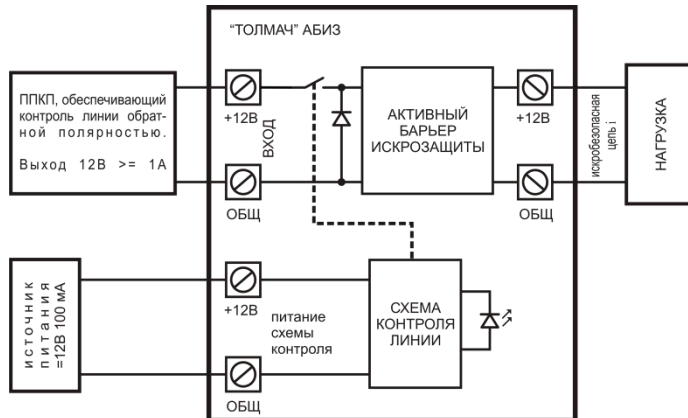 "ТОЛМАЧ" АБИЗ
ППКП, обеспечивающий
контроль линии обрат-
ной полярностью.
Выход 12В >= 1А
+12В
ВХОД
ОБЩ
АКТИВНЫЙ
БАРЬЕР
ИСКРОЗАЩИТЫ
+12В
ОБЩ
искробезопасная
цепь i
НАГРУЗКА
источник
питания
=12В 100 мА
+12В
питание
схемы
контроля
ОБЩ
СХЕМА
КОНТРОЛЯ
ЛИНИИ